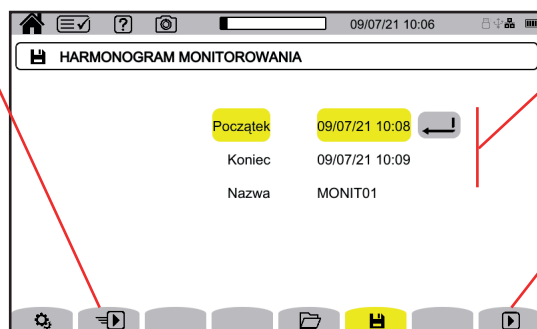 09/07/21 10:06
HARMONOGRAM MONITOROWANIA
Początek 09/07/21 10:08
Koniec 09/07/21 10:09
Nazwa MONIT01